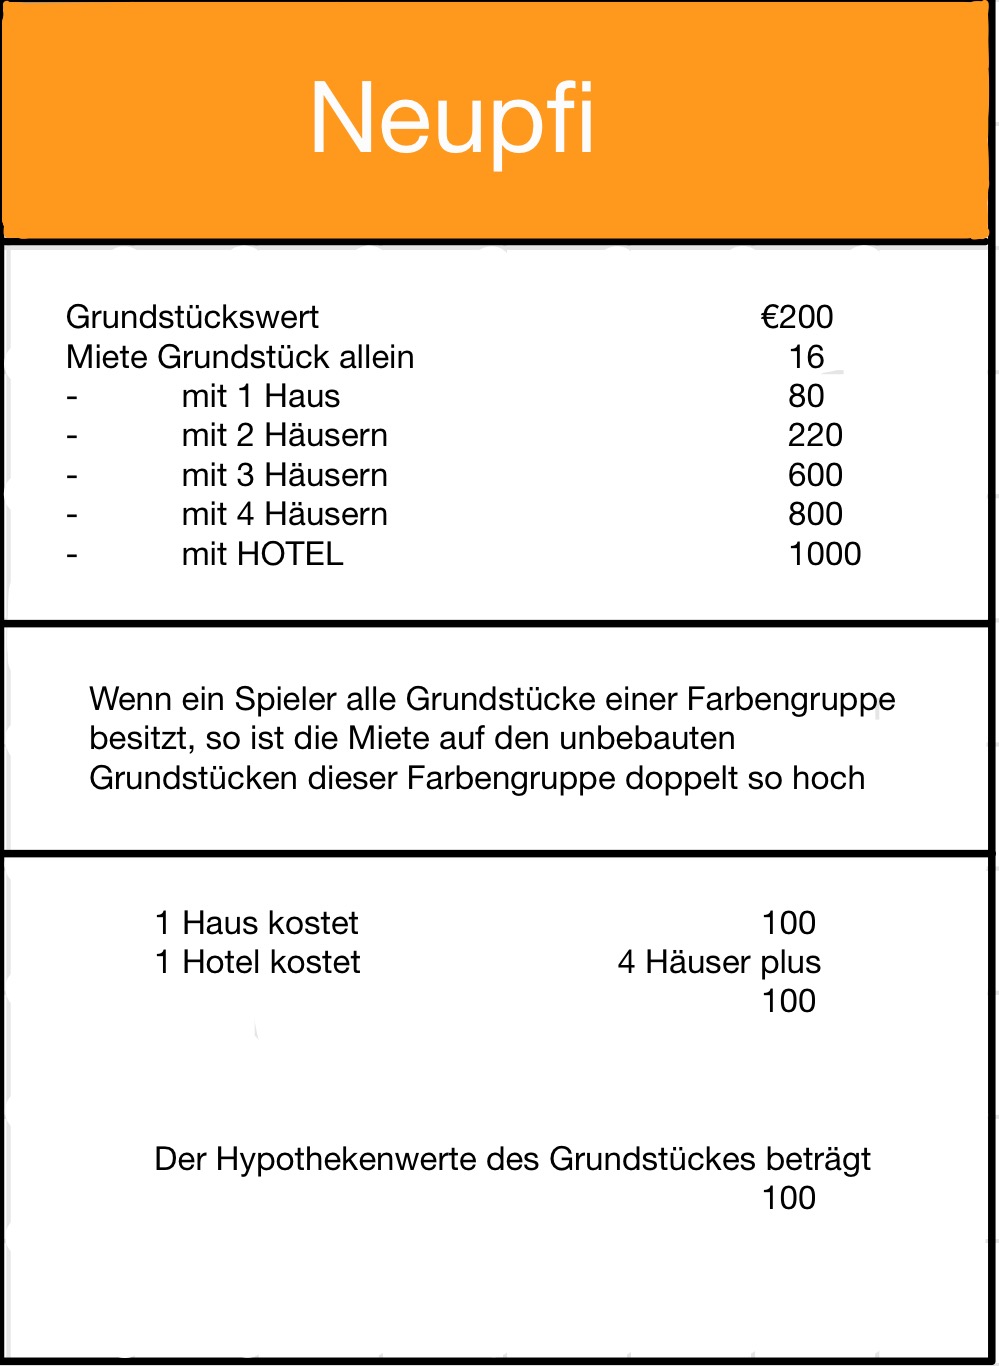 Neupfi
Grundstückswert €200
Miete Grundstück allein 16
- mit 1 Haus 80
- mit 2 Häusern 220
- mit 3 Häusern 600
- mit 4 Häusern 800
- mit HOTEL 1000
Wenn ein Spieler alle Grundstücke einer Farbengruppe
besitzt, so ist die Miete auf den unbebauten
Grundstücken dieser Farbengruppe doppelt so hoch
1 Haus kostet 100
1 Hotel kostet 4 Häuser plus
100
Der Hypothekenwerte des Grundstückes beträgt
100